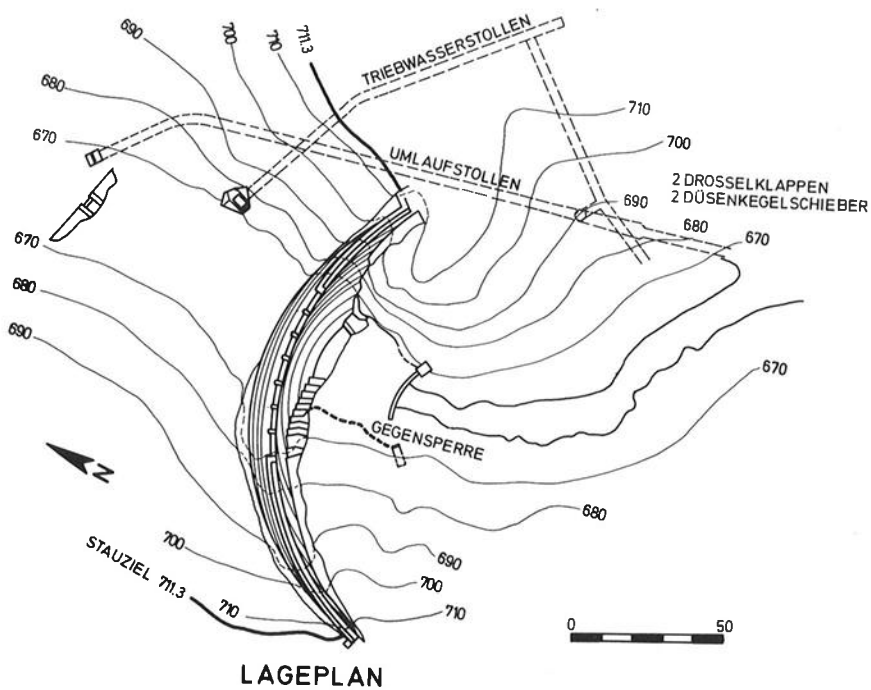 690
700
710
711.3
TRIEBWASSERSTOLLEN
680
710
670
700
UMLAUFSTOLLEN
2 DROSSELKLAPPEN
690
2 DÜSENKEGELSCHIEBER
680
670
670
680
690
670
GEGENSPERRE
N
680
STAUZIEL 711.3
700
690
700
710
710
0 50
LAGEPLAN